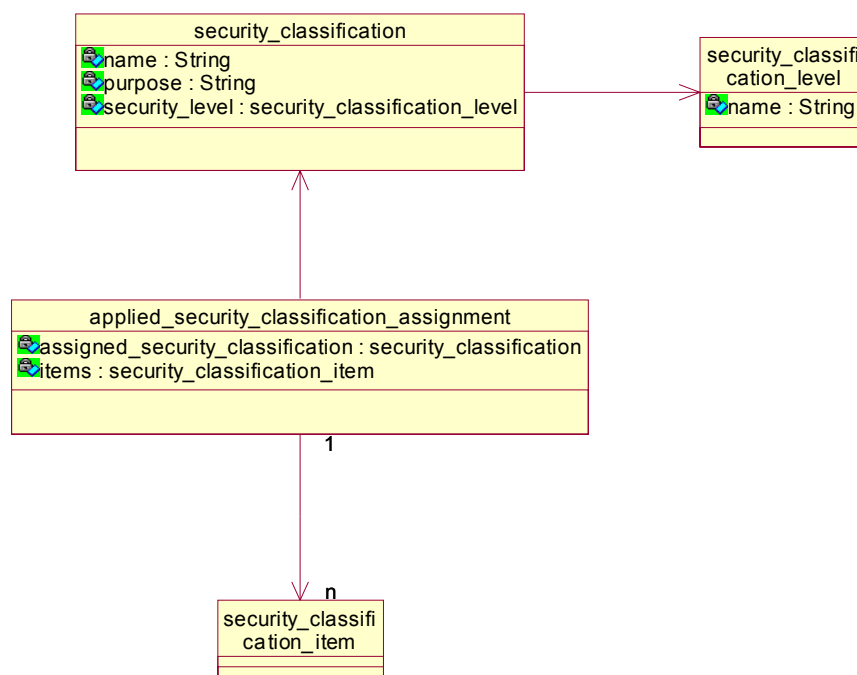 security_classification
name : String
purpose : String
security_level : security_classification_level
security_classifi
cation_level
name : String
applied_security_classification_assignment
assigned_security_classification : security_classification
items : security_classification_item
1
n
security_classifi
cation_item